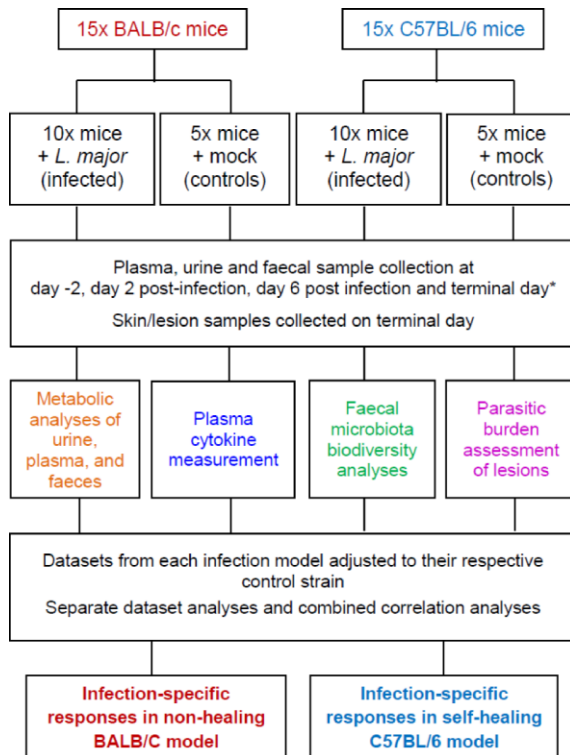 15x BALB/c mice
15x C57BL/6 mice
10x mice
+ L. major
(infected)
5x mice
+ mock
(controls)
10x mice
+ L. major
(infected)
5x mice
+ mock
(controls)
Plasma, urine and faecal sample collection at
day -2, day 2 post-infection, day 6 post infection and terminal day*
Skin/lesion samples collected on terminal day
Metabolic
analyses of
urine,
plasma, and
faeces
Plasma
cytokine
measurement
Faecal
microbiota
biodiversity
analyses
Parasitic
burden
assessment
of lesions
Datasets from each infection model adjusted to their respective
control strain
Separate dataset analyses and combined correlation analyses
Infection-specific
responses in non-healing
BALB/C model
Infection-specific
responses in self-healing
C57BL/6 model